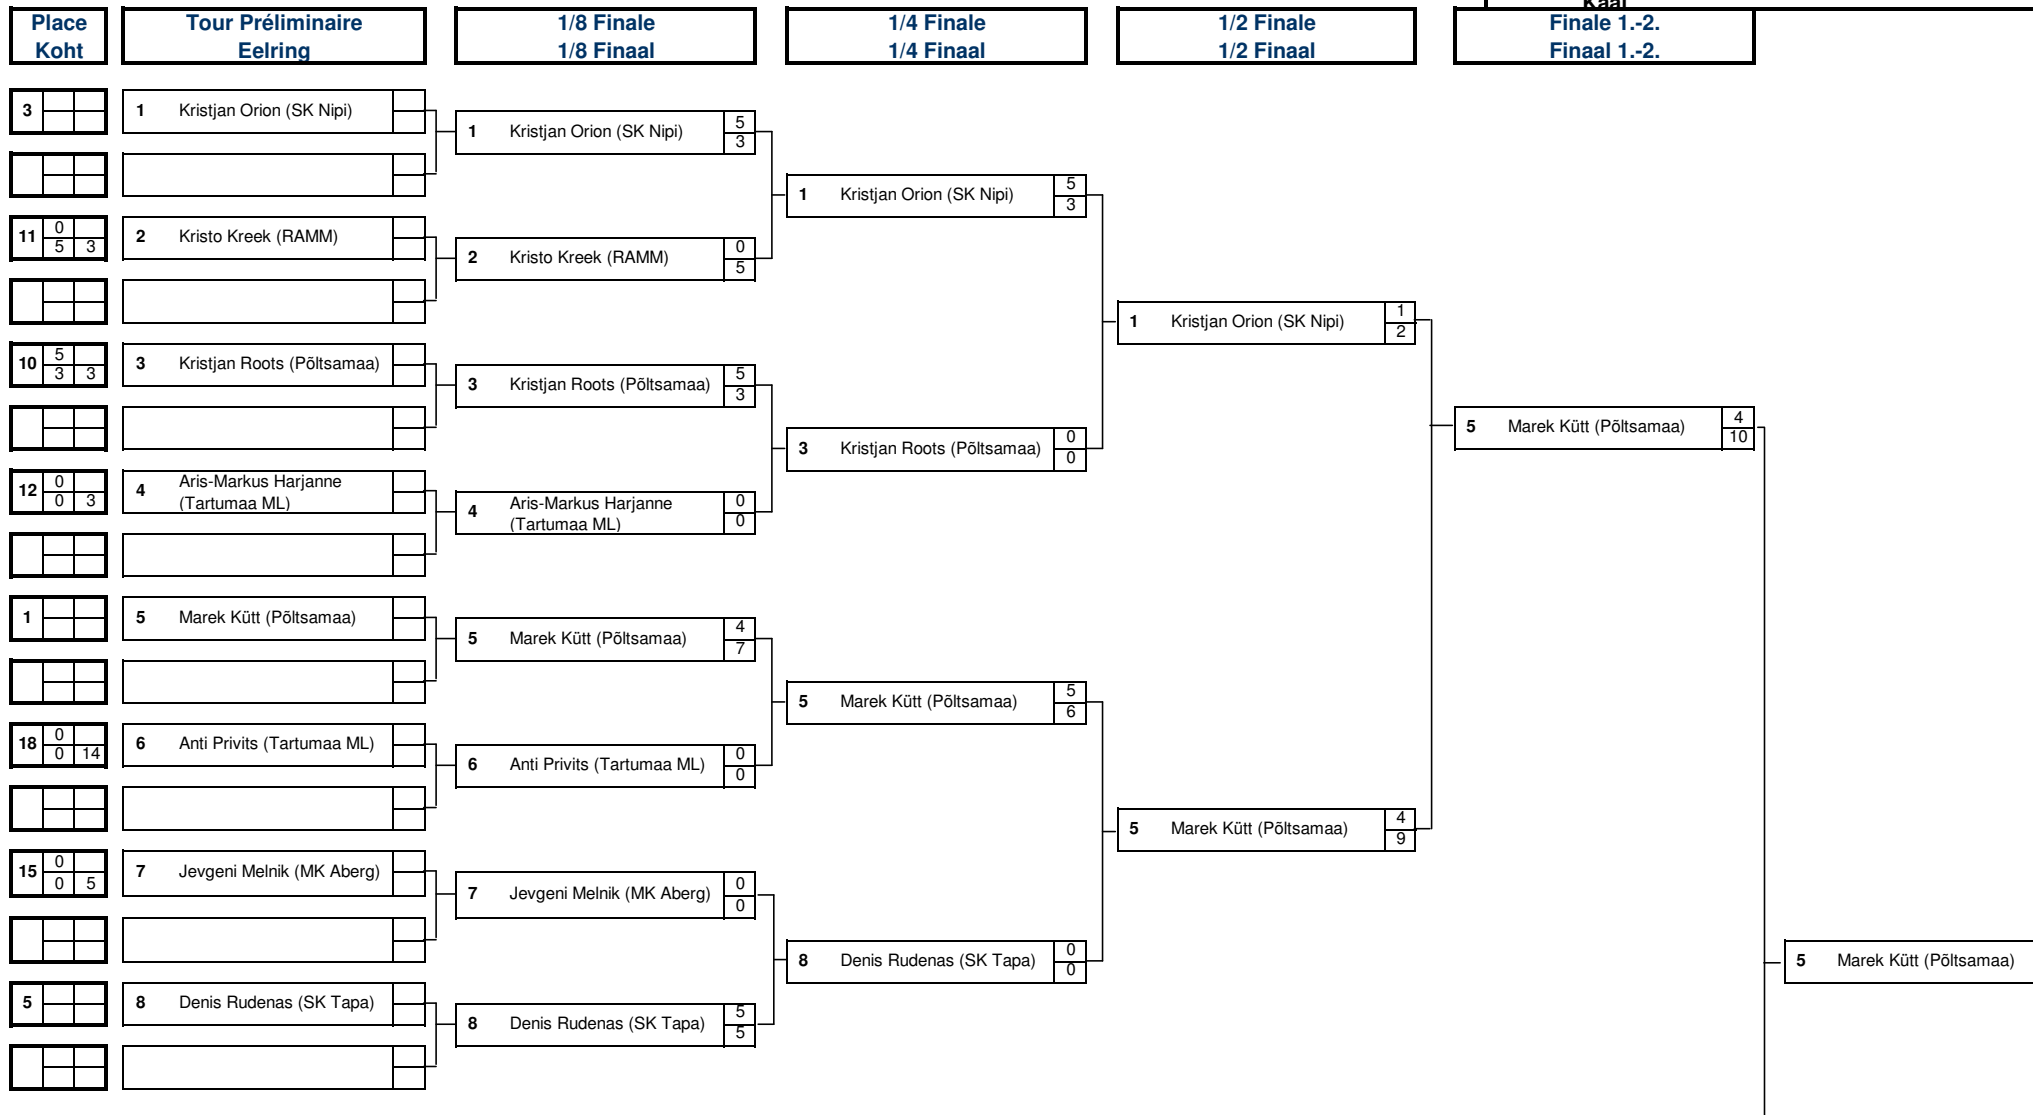 Kaal
Place
Koht
Tour Préliminaire
Eelring
1/8 Finale
1/8 Finaal
1/4 Finale
1/4 Finaal
1/2 Finale
1/2 Finaal
Finale 1.-2.
Finaal 1.-2.
3
1 Kristjan Orion (SK Nipi)
1 Kristjan Orion (SK Nipi) 5
3
1 Kristjan Orion (SK Nipi) 5
3
11 0
5 3
2 Kristo Kreek (RAMM)
2 Kristo Kreek (RAMM) 0
5
1 Kristjan Orion (SK Nipi) 1
2
10 5
3 3
3 Kristjan Roots (Põltsamaa)
3 Kristjan Roots (Põltsamaa) 5
3
5 Marek Kütt (Põltsamaa) 4
10
3 Kristjan Roots (Põltsamaa) 0
0
12 0
0 3
4 Aris-Markus Harjanne
(Tartumaa ML)
4 Aris-Markus Harjanne
(Tartumaa ML)
0
0
1
5 Marek Kütt (Põltsamaa)
5 Marek Kütt (Põltsamaa) 4
7
5 Marek Kütt (Põltsamaa) 5
6
18 0
0 14
6 Anti Privits (Tartumaa ML)
6 Anti Privits (Tartumaa ML) 0
0
5 Marek Kütt (Põltsamaa) 4
9
15 0
0 5
7 Jevgeni Melnik (MK Aberg)
7 Jevgeni Melnik (MK Aberg) 0
0
8 Denis Rudenas (SK Tapa) 0
0
5 Marek Kütt (Põltsamaa)
5
8 Denis Rudenas (SK Tapa)
8 Denis Rudenas (SK Tapa) 5
5